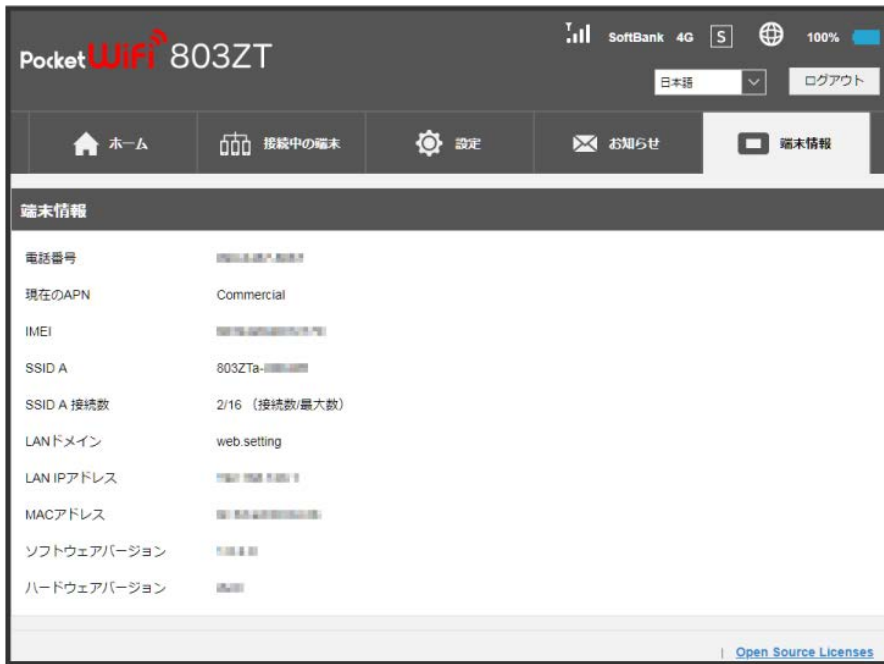 SoftBank 4G S 100%
Pocket WiFi 803ZT
日本語 ログアウト
ホーム 接続中の端末 設定 お知らせ 端末情報
端末情報
電話番号
現在のAPN Commercial
IMEI
SSID A 803ZTa-
SSID A 接続数 2/16 (接続数/最大数)
LANドメイン web.setting
LAN IPアドレス
MACアドレス
ソフトウェアバージョン
ハードウェアバージョン
| Open Source Licenses